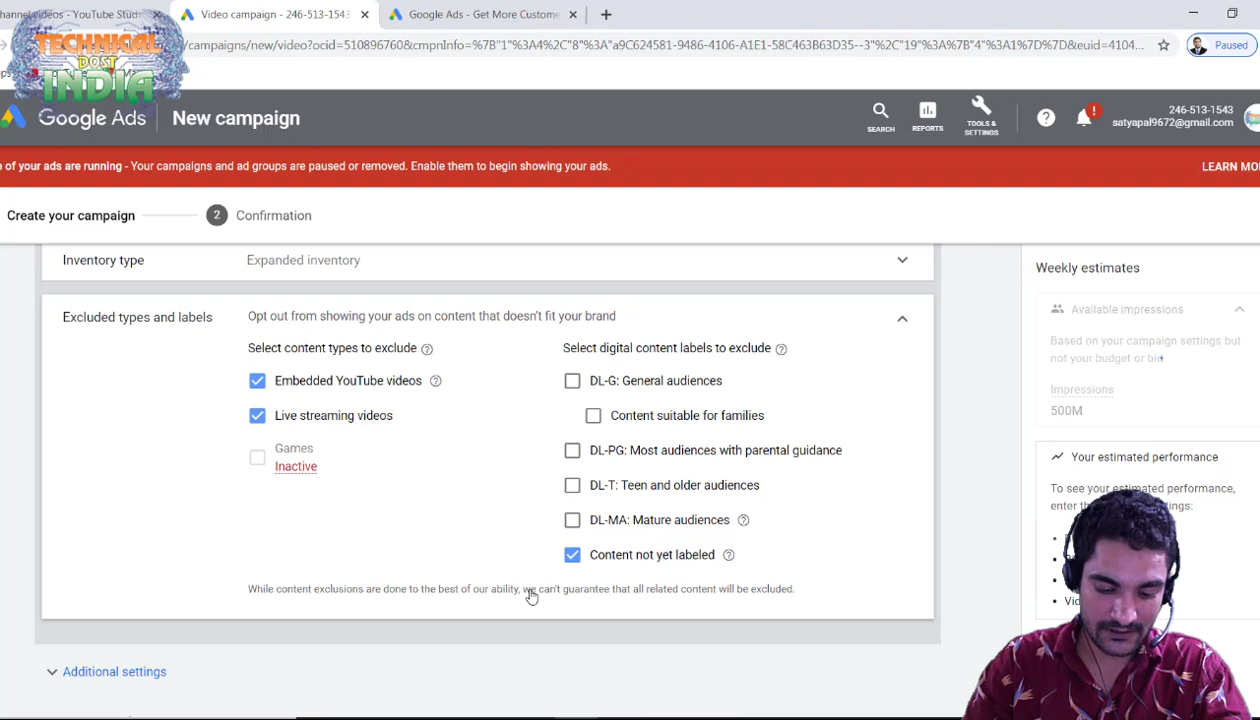 hannel videos - YouTube Studi
Video campaign - 246-513-1543
Google Ads - Get More Custome
/campaigns/new/video?ocid=510896760&cmpnInfo=%7B"1"%3A4%2C"8"%3A"a9C624581-9486-4106-A1E1-58C463B63D35--3"%2C"19"%3A%7B"4"%3A1%7D%7D&euid=4104...
Paused
TECHNICAL
DOST
INDIA
Google Ads
New campaign
SEARCH
REPORTS
TOOLS &
SETTINGS
246-513-1543
satyapal9672@gmail.com
e of your ads are running - Your campaigns and ad groups are paused or removed. Enable them to begin showing your ads.
LEARN MO
Create your campaign
2 Confirmation
Inventory type
Expanded inventory
Weekly estimates
Excluded types and labels
Opt out from showing your ads on content that doesn't fit your brand
Select content types to exclude
Select digital content labels to exclude
Embedded YouTube videos
DL-G: General audiences
Live streaming videos
Content suitable for families
Games
Inactive
DL-PG: Most audiences with parental guidance
DL-T: Teen and older audiences
DL-MA: Mature audiences
Content not yet labeled
While content exclusions are done to the best of our ability, we can't guarantee that all related content will be excluded.
Available impressions
Based on your campaign settings but
not your budget or bid
Impressions
500M
Your estimated performance
To see your estimated performance,
enter th
Additional settings